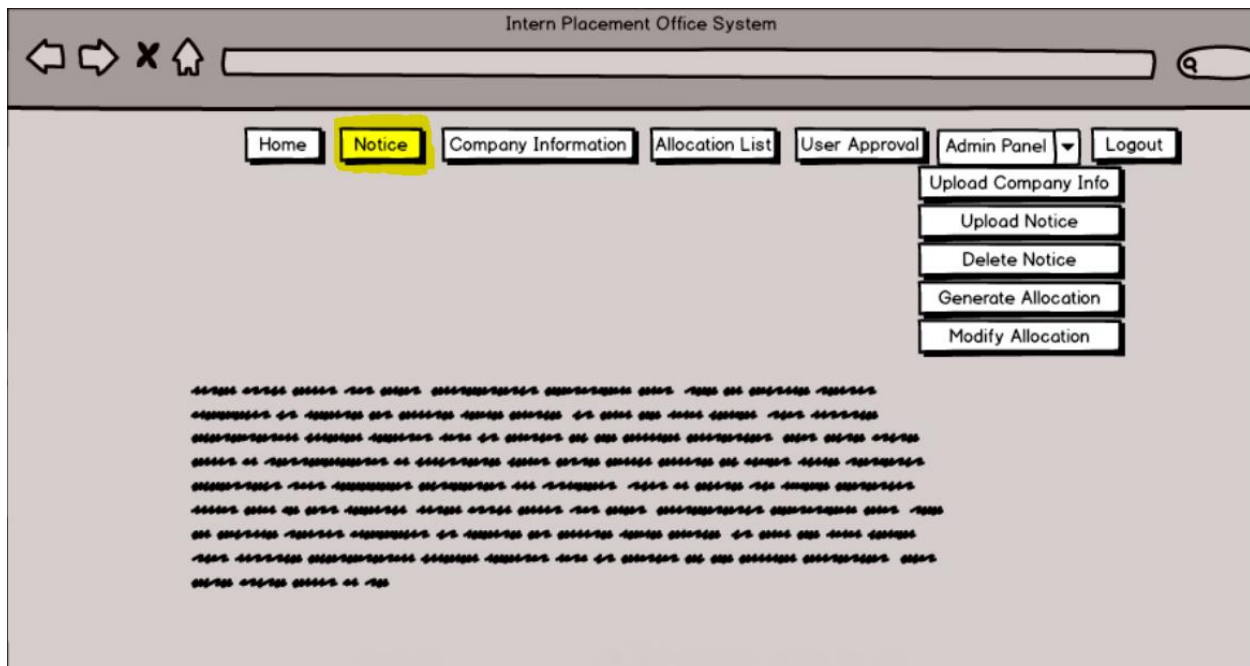 Intern Placement Office System
Home Notice Company Information Allocation List User Approval Admin Panel Logout
Upload Company Info
Upload Notice
Delete Notice
Generate Allocation
Modify Allocation